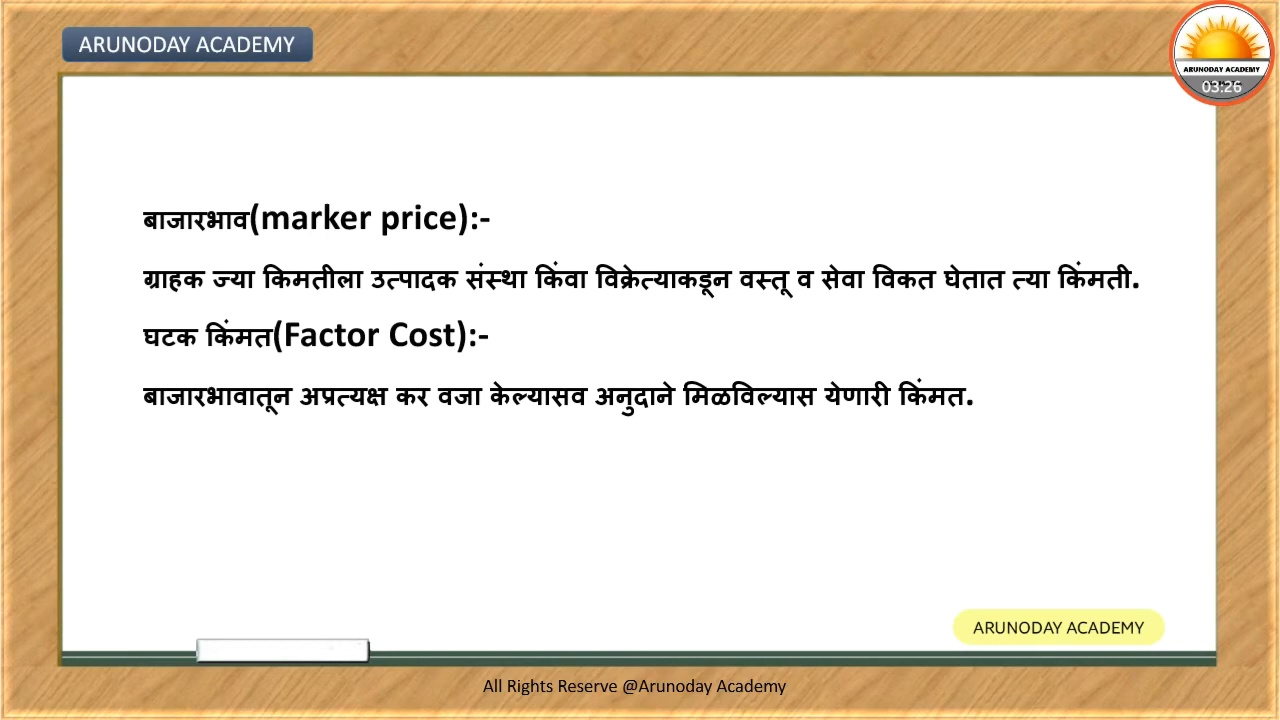 ARUNODAY ACADEMY
ARUNODAY ACADEMY
03:26
बाजारभाव(marker price):-
ग्राहक ज्या किमतीला उत्पादक संस्था किंवा विक्रेत्याकडून वस्तू व सेवा विकत घेतात त्या किंमती.
घटक किंमत(Factor Cost):-
बाजारभावातून अप्रत्यक्ष कर वजा केल्यासव अनुदाने मिळविल्यास येणारी किंमत.
ARUNODAY ACADEMY
All Rights Reserve @Arunoday Academy